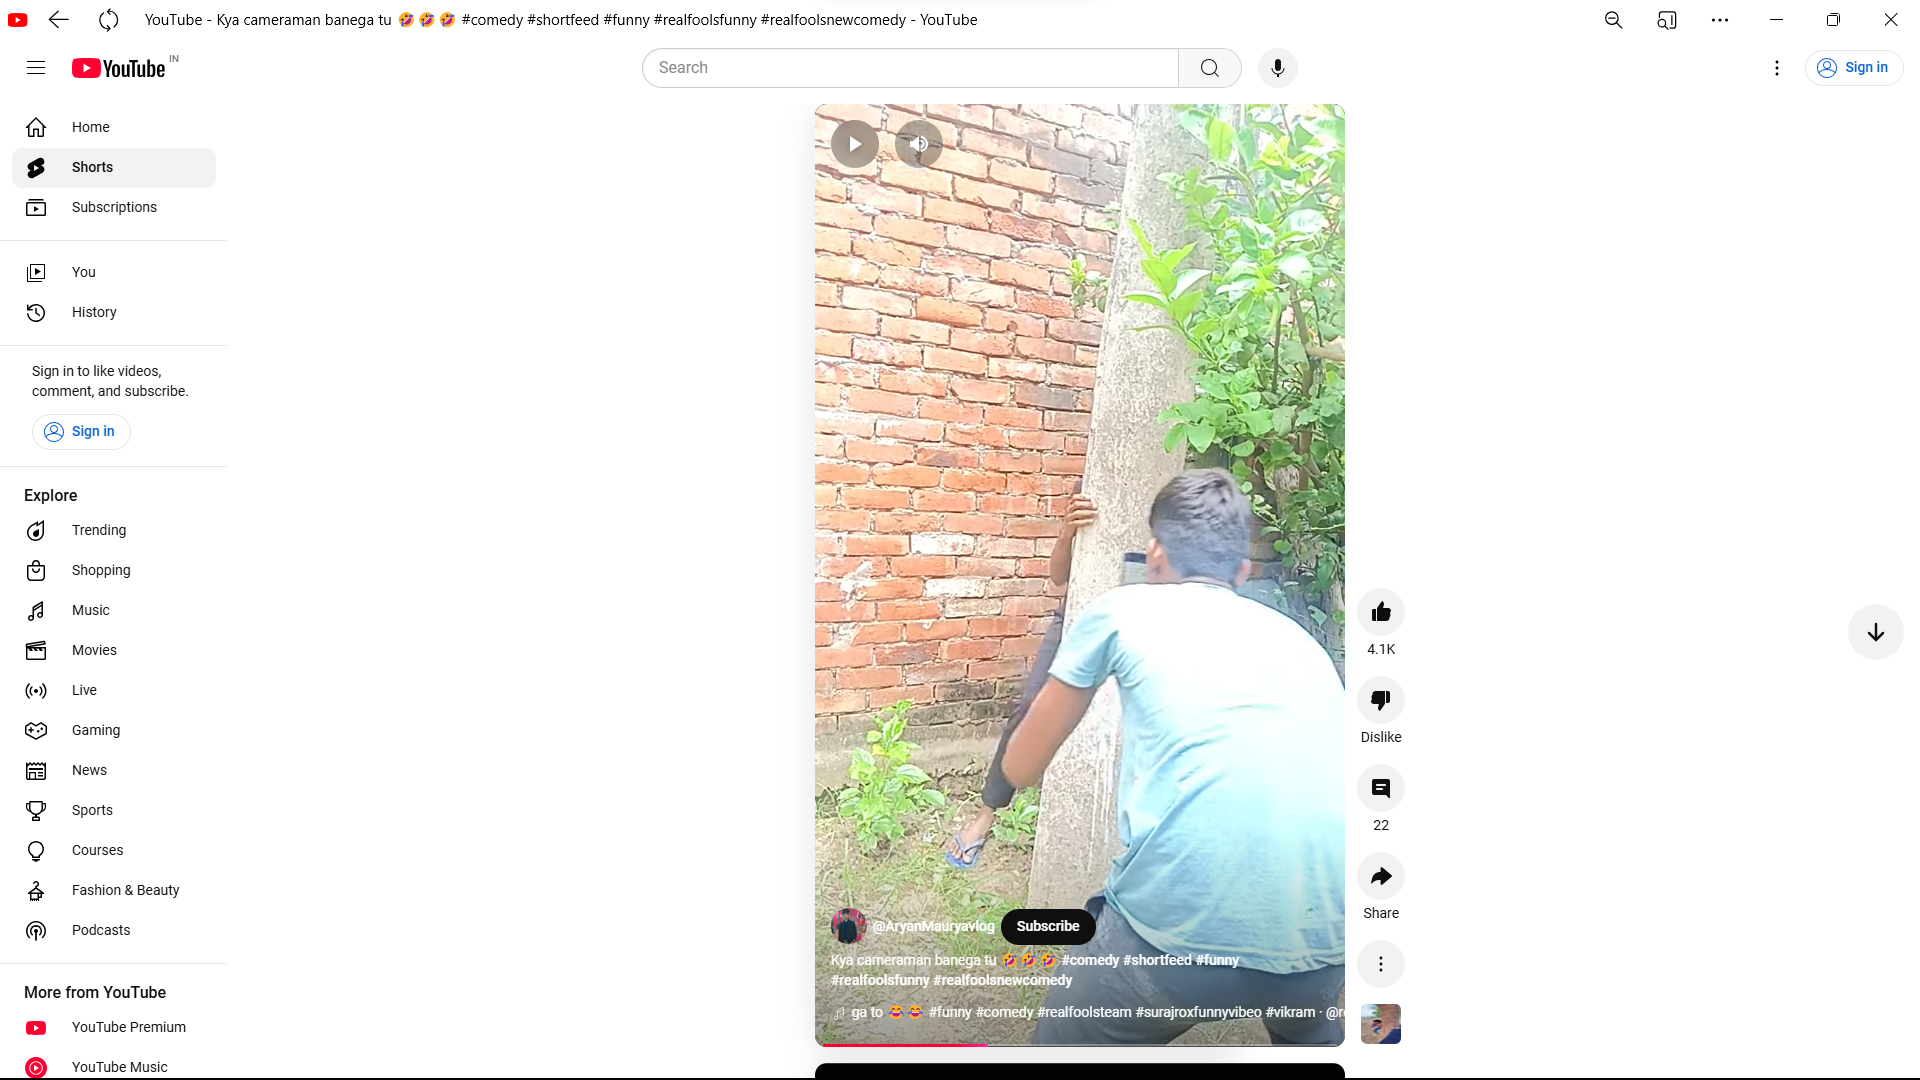 YouTube - Kya cameraman banega tu 🤣🤣🤣 #comedy #shortfeed #funny #realfoolsfunny #realfoolsnewcomedy - YouTube
YouTube IN
Search
Sign in
Home
Shorts
Subscriptions
You
History
Sign in to like videos,
comment, and subscribe.
Sign in
Explore
Trending
Shopping
Music
Movies
Live
Gaming
News
Sports
Courses
Fashion & Beauty
Podcasts
More from YouTube
YouTube Premium
YouTube Music
4.1K
Dislike
22
Share
@AryanMauryavlog Subscribe
Kya cameraman banega tu 🤣🤣🤣 #comedy #shortfeed #funny
#realfoolsfunny #realfoolsnewcomedy
ga to 😂😂 #funny #comedy #realfoolsteam #surajroxfunnyvibeo #vikram ·